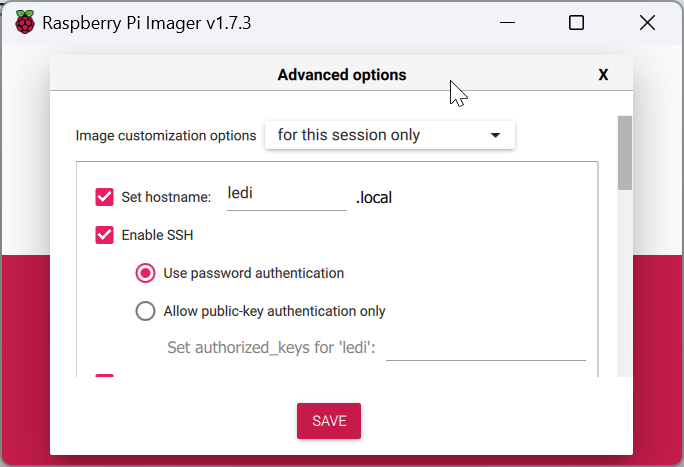 Raspberry Pi Imager v1.7.3
Advanced options X
Image customization options for this session only
Set hostname: ledi .local
Enable SSH
Use password authentication
Allow public-key authentication only
Set authorized_keys for 'ledi':
SAVE